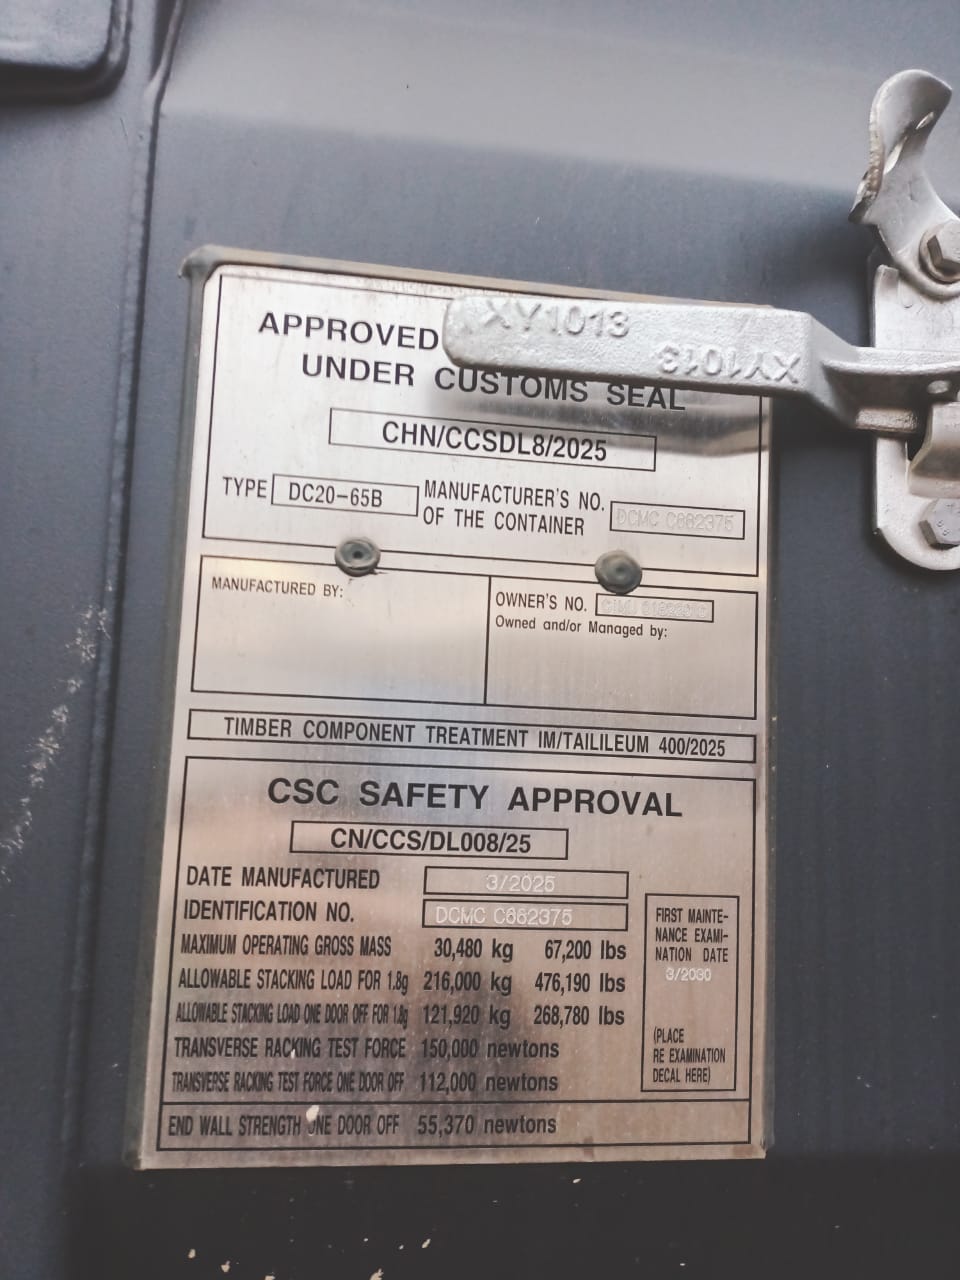 XY1013
XY1013
APPROVED
UNDER CUSTOMS SEAL
CHN/CCSDL8/2025
TYPE DC20-65B MANUFACTURER'S NO. OF THE CONTAINER DCMC C662375
MANUFACTURED BY:
OWNER'S NO.
Owned and/or Managed by:
TIMBER COMPONENT TREATMENT IM/TAILILEUM 400/2025
CSC SAFETY APPROVAL
CN/CCS/DL008/25
DATE MANUFACTURED 3/2025
IDENTIFICATION NO. DCMC C662375
MAXIMUM OPERATING GROSS MASS 30,480 kg 67,200 lbs
ALLOWABLE STACKING LOAD FOR 1.8g 216,000 kg 476,190 lbs
ALLOWABLE STACKING LOAD ONE DOOR OFF FOR 1.8g 121,920 kg 268,780 lbs
TRANSVERSE RACKING TEST FORCE 150,000 newtons
TRANSVERSE RACKING TEST FORCE ONE DOOR OFF 112,000 newtons
END WALL STRENGTH ONE DOOR OFF 55,370 newtons
FIRST MAINTE-
NANCE EXAMI-
NATION DATE
3/2030
(PLACE
RE EXAMINATION
DECAL HERE)